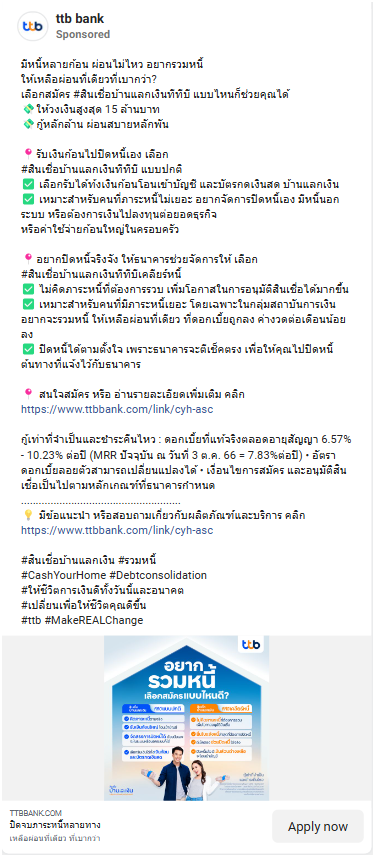 ttb bank
Sponsored
มีหนี้หลายก้อน ผ่อนไม่ไหว อยากรวมหนี้
ให้เหลือผ่อนที่เดียวที่เบากว่า?
เลือกสมัคร #สินเชื่อบ้านแลกเงินทีทีบี แบบไหนก็ช่วยคุณได้
💸 ให้วงเงินสูงสุด 15 ล้านบาท
💸 กู้หลักล้าน ผ่อนสบายหลักพัน
📍 รับเงินก้อนไปปิดหนี้เอง เลือก
#สินเชื่อบ้านแลกเงินทีทีบี แบบปกติ
✅ เลือกรับได้ทั้งเงินก้อนโอนเข้าบัญชี และบัตรกดเงินสด บ้านแลกเงิน
✅ เหมาะสำหรับคนที่ภาระหนี้ไม่เยอะ อยากจัดการปิดหนี้เอง มีหนี้นอก
ระบบ หรือต้องการเงินไปลงทุนต่อยอดธุรกิจ
หรือค่าใช้จ่ายก้อนใหญ่ในครอบครัว
📍 อยากปิดหนี้จริงจัง ให้ธนาคารช่วยจัดการให้ เลือก
#สินเชื่อบ้านแลกเงินทีทีบีเคลียร์หนี้
✅ ไม่คิดภาระหนี้ที่ต้องการรวบ เพิ่มโอกาสในการอนุมัติสินเชื่อได้มากขึ้น
✅ เหมาะสำหรับคนที่มีภาระหนี้เยอะ โดยเฉพาะในกลุ่มสถาบันการเงิน
อยากจะรวมหนี้ ให้เหลือผ่อนที่เดียว ที่ดอกเบี้ยถูกลง ค่างวดต่อเดือนน้อย
ลง
✅ ปิดหนี้ได้ตามตั้งใจ เพราะธนาคารจะตีเช็คตรง เพื่อให้คุณไปปิดหนี้
ต้นทางที่แจ้งไว้กับธนาคาร
📍 สนใจสมัคร หรือ อ่านรายละเอียดเพิ่มเติม คลิก
https://www.ttbbank.com/link/cyh-asc
กู้เท่าที่จำเป็นและชำระคืนไหว : ดอกเบี้ยที่แท้จริงตลอดอายุสัญญา 6.57%
- 10.23% ต่อปี (MRR ปัจจุบัน ณ วันที่ 3 ต.ค. 66 = 7.83%ต่อปี) • อัตรา
ดอกเบี้ยลอยตัวสามารถเปลี่ยนแปลงได้ • เงื่อนไขการสมัคร และอนุมัติสิน
เชื่อเป็นไปตามหลักเกณฑ์ที่ธนาคารกำหนด
.......................................................
💡 มีข้อแนะนำ หรือสอบถามเกี่ยวกับผลิตภัณฑ์และบริการ คลิก
https://www.ttbbank.com/link/cyh-asc
#สินเชื่อบ้านแลกเงิน #รวมหนี้
#CashYourHome #Debtconsolidation
#ให้ชีวิตการเงินดีทั้งวันนี้และอนาคต
#เปลี่ยนเพื่อให้ชีวิตคุณดีขึ้น
#ttb #MakeREALChange
ttb
อยาก
รวมหนี้
เลือกสมัครแบบไหนดี?
TTBBANK.COM
ปิดจบภาระหนี้หลายทาง
เหลือผ่อนที่เดียว ที่เบากว่า
Apply now